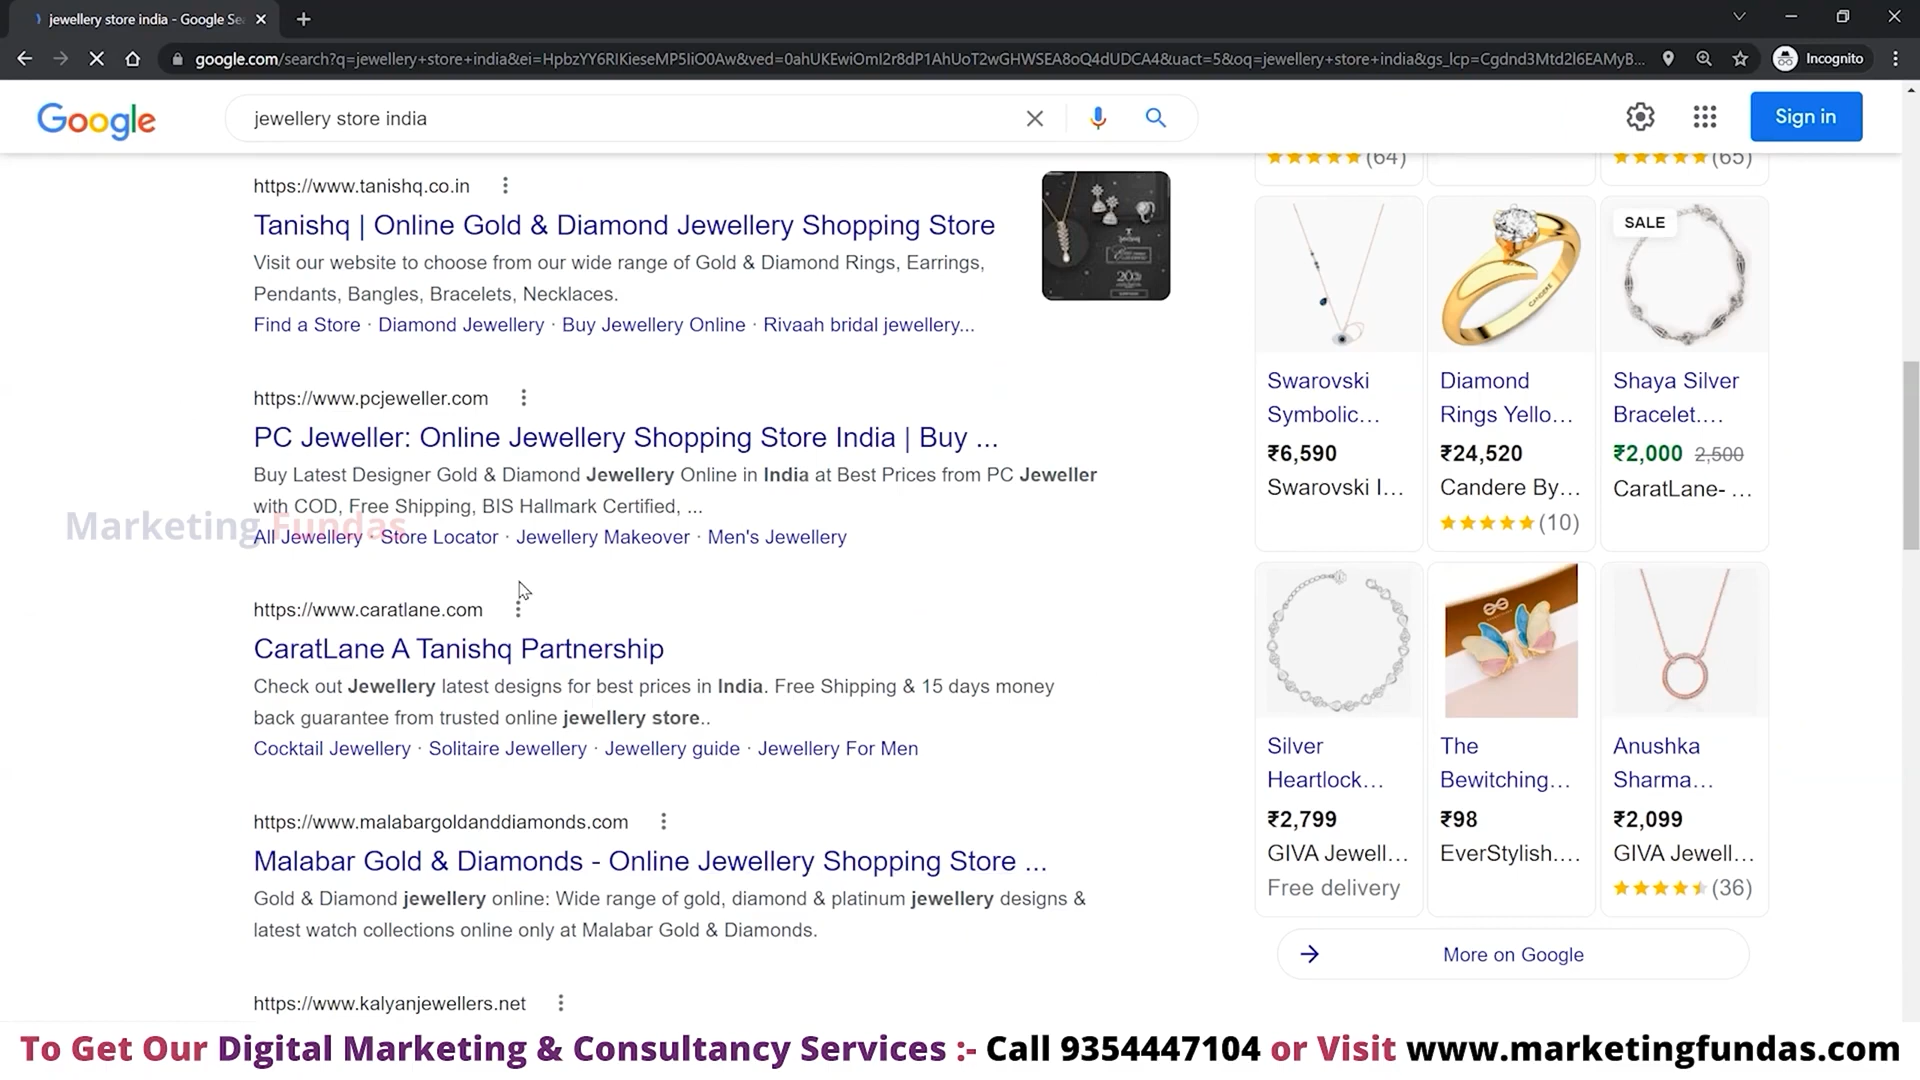 jewellery store india - Google Se
google.com/search?q=jewellery+store+india&ei=HpbzYY6RIKieseMP5IiO0Aw&ved=0ahUKEwiOmI2r8dP1AhUoT2wGHWSEA8oQ4dUDCA4&uact=5&oq=jewellery+store+india&gs_lcp=Cgdnd3Mtd2l6EAMyB...
Incognito
Google
jewellery store india
Sign in
https://www.tanishq.co.in
Tanishq | Online Gold & Diamond Jewellery Shopping Store
Visit our website to choose from our wide range of Gold & Diamond Rings, Earrings,
Pendants, Bangles, Bracelets, Necklaces.
Find a Store · Diamond Jewellery · Buy Jewellery Online · Rivaah bridal jewellery...
https://www.pcjeweller.com
PC Jeweller: Online Jewellery Shopping Store India | Buy ...
Buy Latest Designer Gold & Diamond Jewellery Online in India at Best Prices from PC Jeweller
with COD, Free Shipping, BIS Hallmark Certified, ...
All Jewellery · Store Locator · Jewellery Makeover · Men's Jewellery
Marketing Fundas
https://www.caratlane.com
CaratLane A Tanishq Partnership
Check out Jewellery latest designs for best prices in India. Free Shipping & 15 days money
back guarantee from trusted online jewellery store..
Cocktail Jewellery · Solitaire Jewellery · Jewellery guide · Jewellery For Men
https://www.malabargoldanddiamonds.com
Malabar Gold & Diamonds - Online Jewellery Shopping Store ...
Gold & Diamond jewellery online: Wide range of gold, diamond & platinum jewellery designs &
latest watch collections online only at Malabar Gold & Diamonds.
https://www.kalyanjewellers.net
(64)
(65)
Swarovski
Symbolic...
₹6,590
Swarovski I...
CANDERE
Diamond
Rings Yello...
₹24,520
Candere By...
(10)
SALE
Shaya Silver
Bracelet....
₹2,000 2,500
CaratLane- ...
Silver
Heartlock...
₹2,799
GIVA Jewell...
Free delivery
The
Bewitching...
₹98
EverStylish....
Anushka
Sharma...
₹2,099
GIVA Jewell...
(36)
More on Google
To Get Our Digital Marketing & Consultancy Services :- Call 9354447104 or Visit www.marketingfundas.com